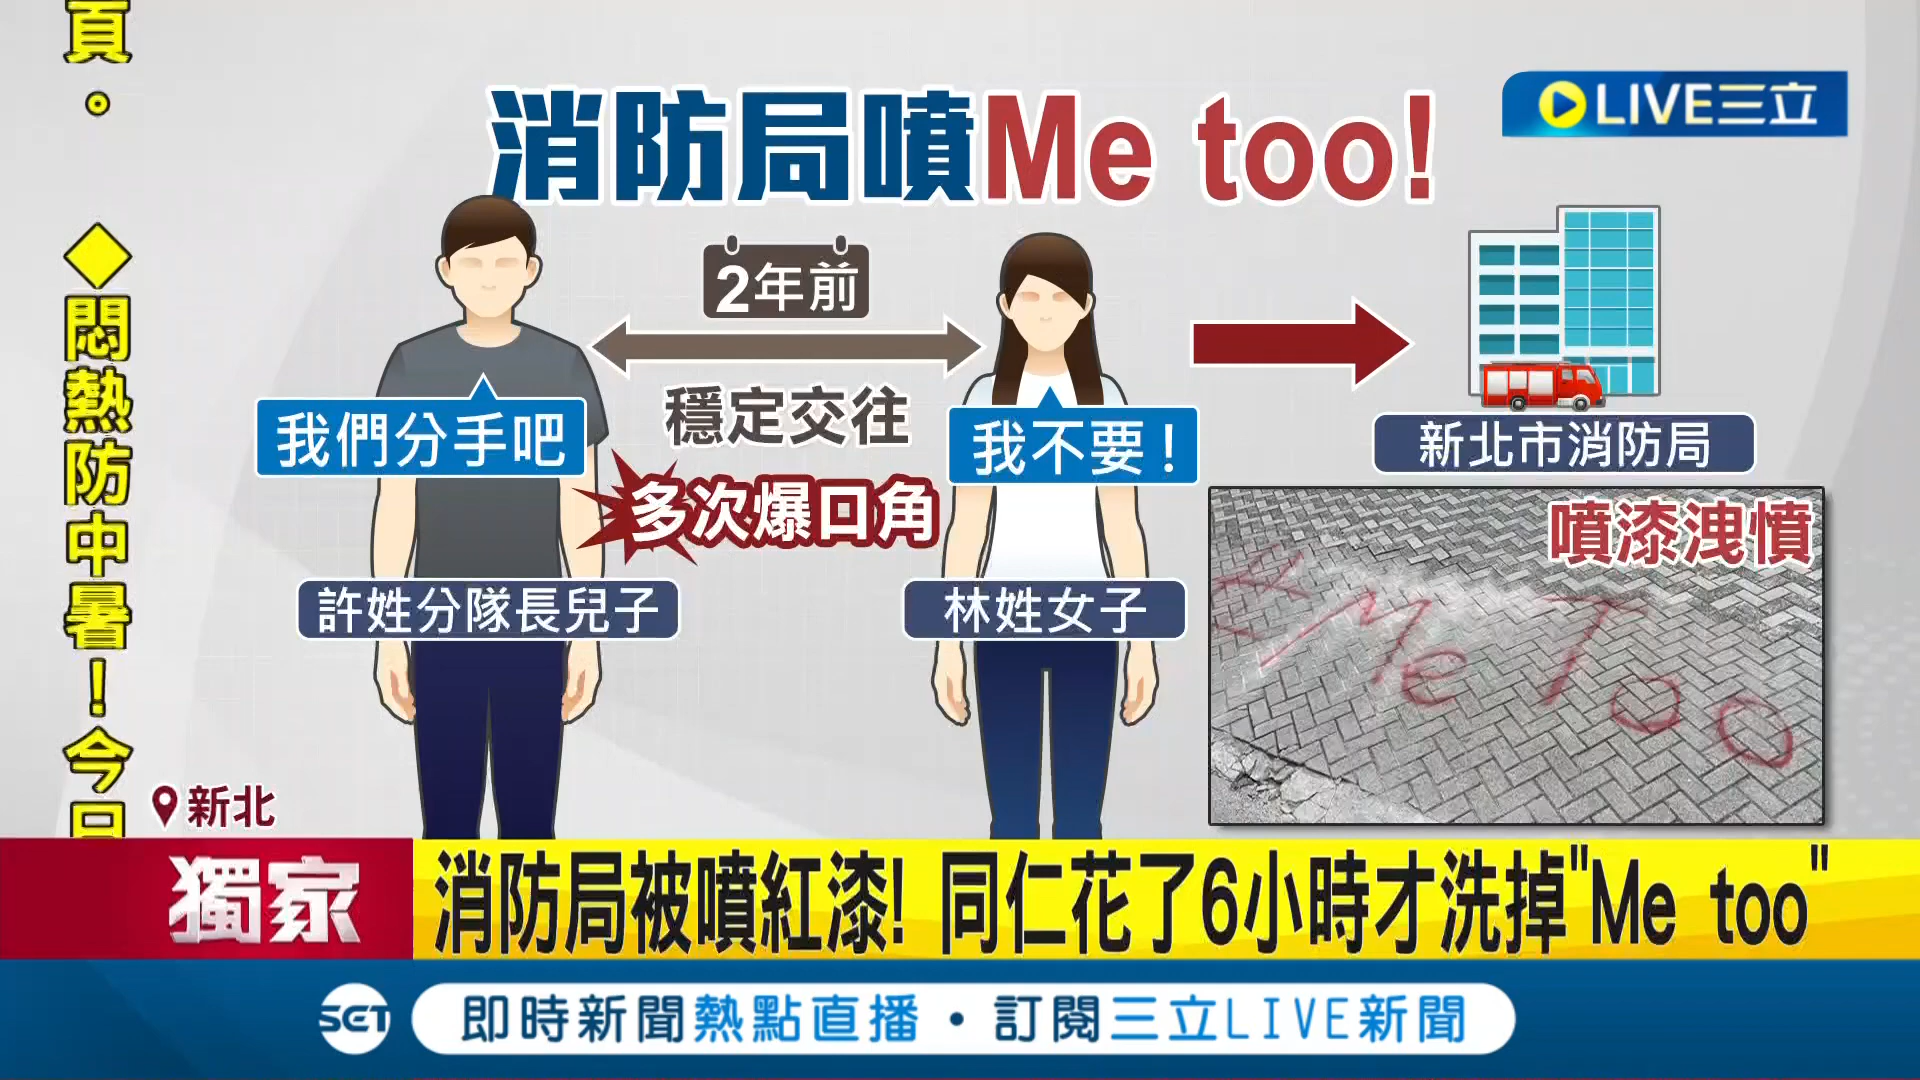 頁。
◆悶熱防中暑!今日
消防局噴Me too!
LIVE三立
2年前
穩定交往
多次爆口角
我們分手吧
我不要!
許姓分隊長兒子
林姓女子
新北市消防局
噴漆洩憤
#MeToo
新北
獨家
消防局被噴紅漆! 同仁花了6小時才洗掉"Me too"
SET
即時新聞熱點直播・訂閱三立LIVE新聞